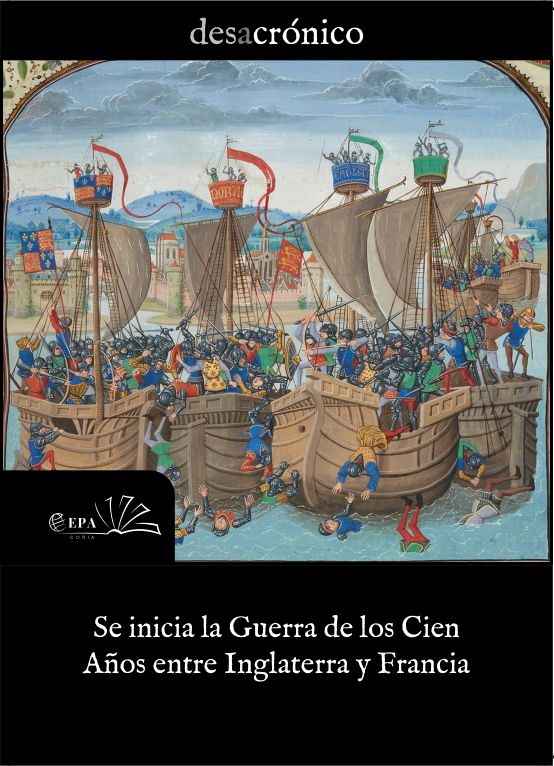 desacrónico
EPA
CORIA
Se inicia la Guerra de los Cien
Años entre Inglaterra y Francia